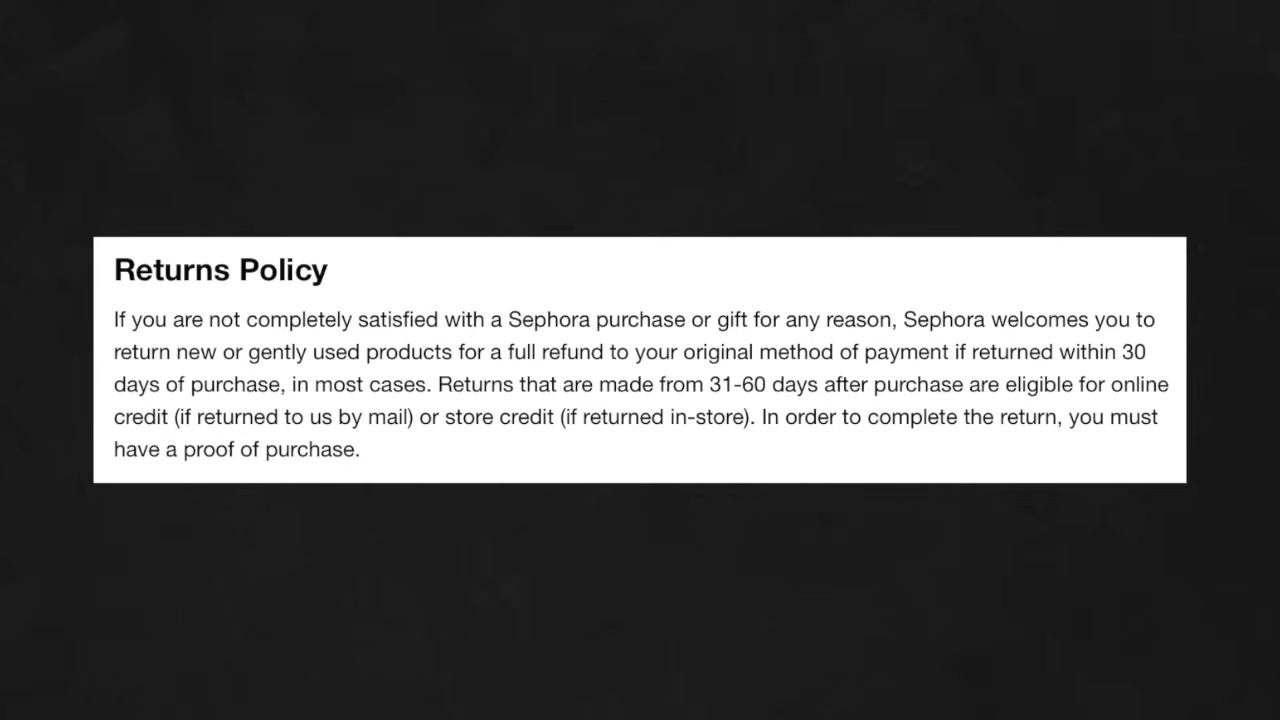 Returns Policy
If you are not completely satisfied with a Sephora purchase or gift for any reason, Sephora welcomes you to
return new or gently used products for a full refund to your original method of payment if returned within 30
days of purchase, in most cases. Returns that are made from 31-60 days after purchase are eligible for online
credit (if returned to us by mail) or store credit (if returned in-store). In order to complete the return, you must
have a proof of purchase.